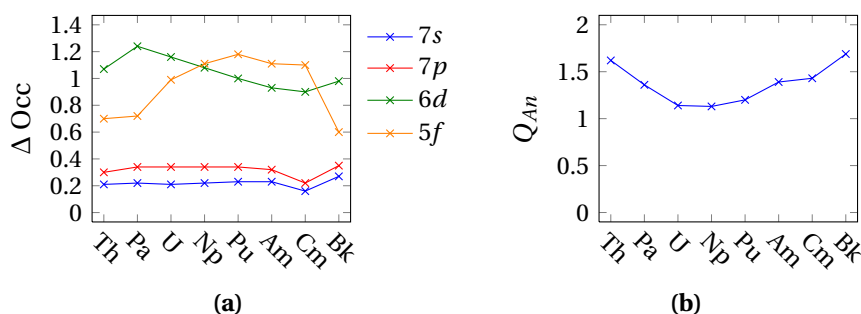 Δ Occ
1.4
1.2
1
0.8
0.6
0.4
0.2
0
Th Pa U Np Pu Am Cm Bk
7s
7p
6d
5f
(a)
Q_An
2
1.5
1
0.5
0
Th Pa U Np Pu Am Cm Bk
(b)